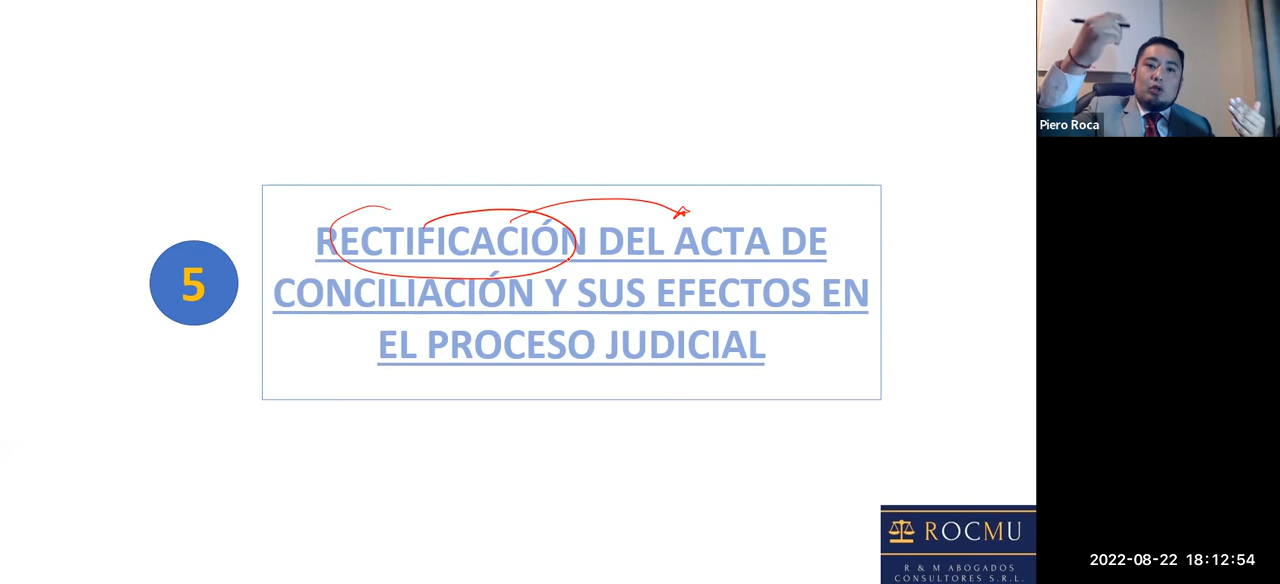 Piero Roca
5
RECTIFICACIÓN DEL ACTA DE
CONCILIACIÓN Y SUS EFECTOS EN
EL PROCESO JUDICIAL
ROCMU
R & M ABOGADOS
CONSULTORES S.R.L.
2022-08-22 18:12:54